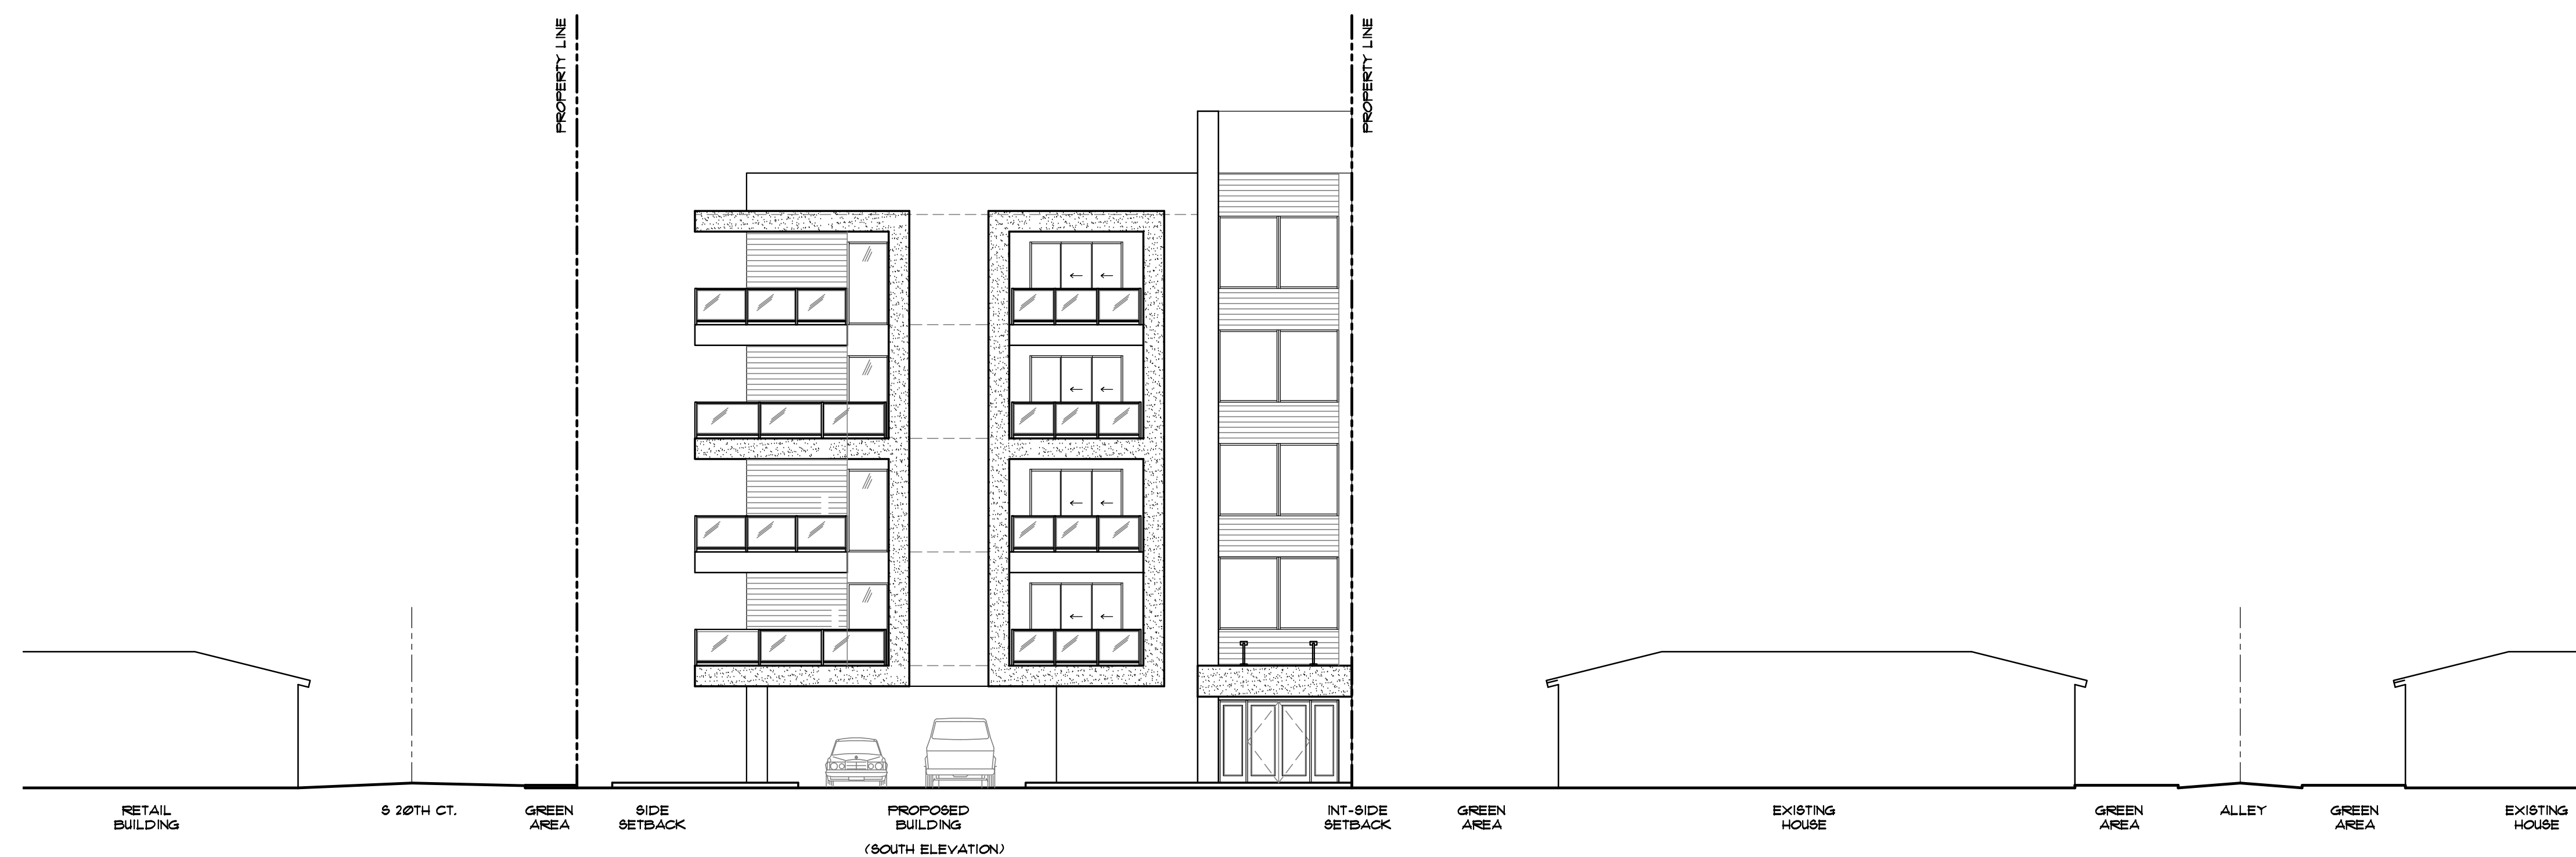 PROPERTY LINE
PROPERTY LINE
RETAIL
BUILDING
S 20TH CT.
GREEN
AREA
SIDE
SETBACK
PROPOSED
BUILDING
(SOUTH ELEVATION)
INT-SIDE
SETBACK
GREEN
AREA
EXISTING
HOUSE
GREEN
AREA
ALLEY
GREEN
AREA
EXISTING
HOUSE